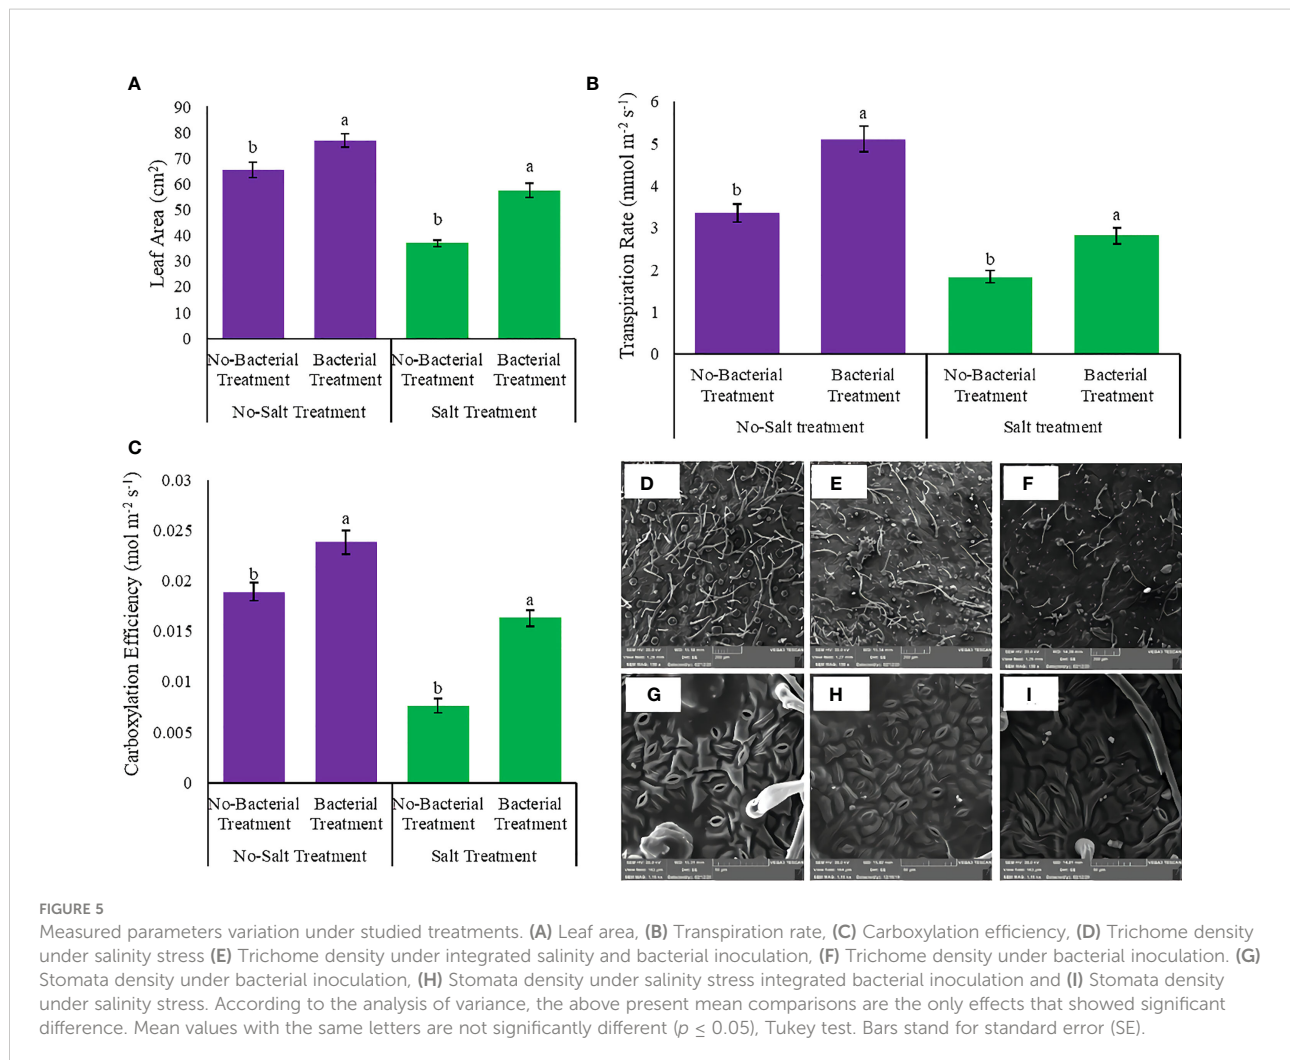 A
90
80
70
60
50
40
30
20
10
0
Leaf Area (cm2)
b
a
b
a
No-Bacterial Treatment
Bacterial Treatment
No-Bacterial Treatment
Bacterial Treatment
No-Salt Treatment
Salt Treatment
B
6
5
4
3
2
1
0
Transpiration Rate (mmol m-2 s-1)
b
a
b
a
No-Bacterial Treatment
Bacterial Treatment
No-Bacterial Treatment
Bacterial Treatment
No-Salt treatment
Salt treatment
C
0.03
0.025
0.02
0.015
0.01
0.005
0
Carboxylation Efficiency (mol m-2 s-1)
b
a
b
a
No-Bacterial Treatment
Bacterial Treatment
No-Bacterial Treatment
Bacterial Treatment
No-Salt Treatment
Salt Treatment
D
E
F
G
H
I
FIGURE 5
Measured parameters variation under studied treatments. (A) Leaf area, (B) Transpiration rate, (C) Carboxylation efficiency, (D) Trichome density
under salinity stress (E) Trichome density under integrated salinity and bacterial inoculation, (F) Trichome density under bacterial inoculation. (G)
Stomata density under bacterial inoculation, (H) Stomata density under salinity stress integrated bacterial inoculation and (I) Stomata density
under salinity stress. According to the analysis of variance, the above present mean comparisons are the only effects that showed significant
difference. Mean values with the same letters are not significantly different (p ≤ 0.05), Tukey test. Bars stand for standard error (SE).